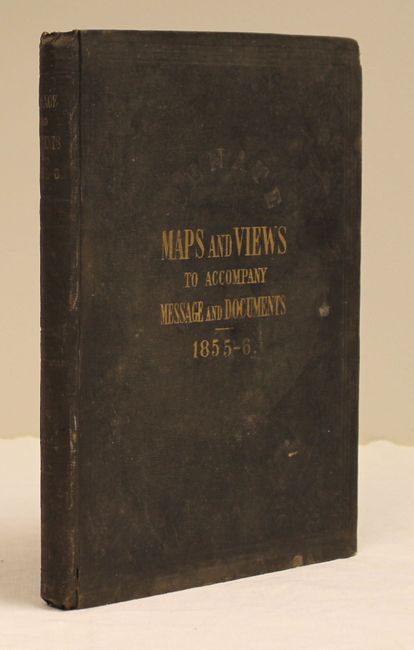 SENATE
MAPS AND VIEWS
TO ACCOMPANY
MESSAGE AND DOCUMENTS
1855-6.